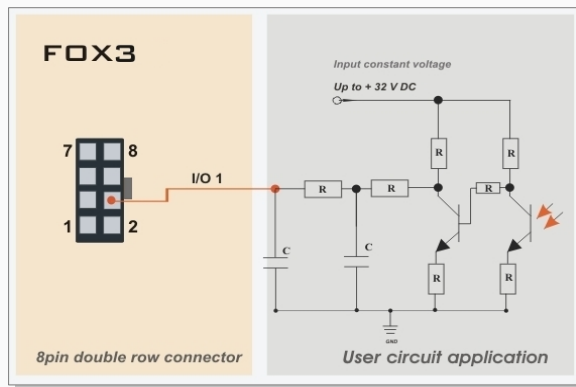 FOX3
Input constant voltage
Up to + 32 V DC
7
8
I/O 1
1
2
R
R
R
R
R
R
R
C
C
GND
8pin double row connector
User circuit application